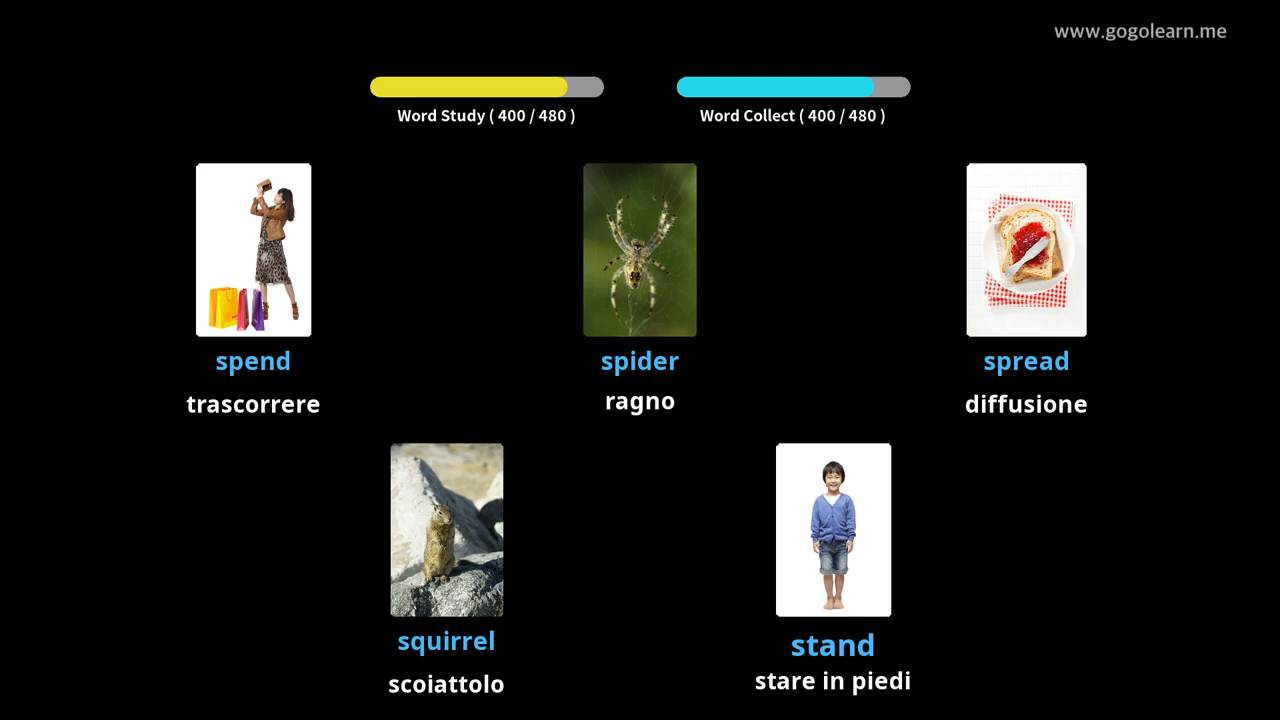 www.gogolearn.me
Word Study ( 400 / 480 )
Word Collect ( 400 / 480 )
spend
spider
spread
trascorrere
ragno
diffusione
squirrel
stand
scoiattolo
stare in piedi